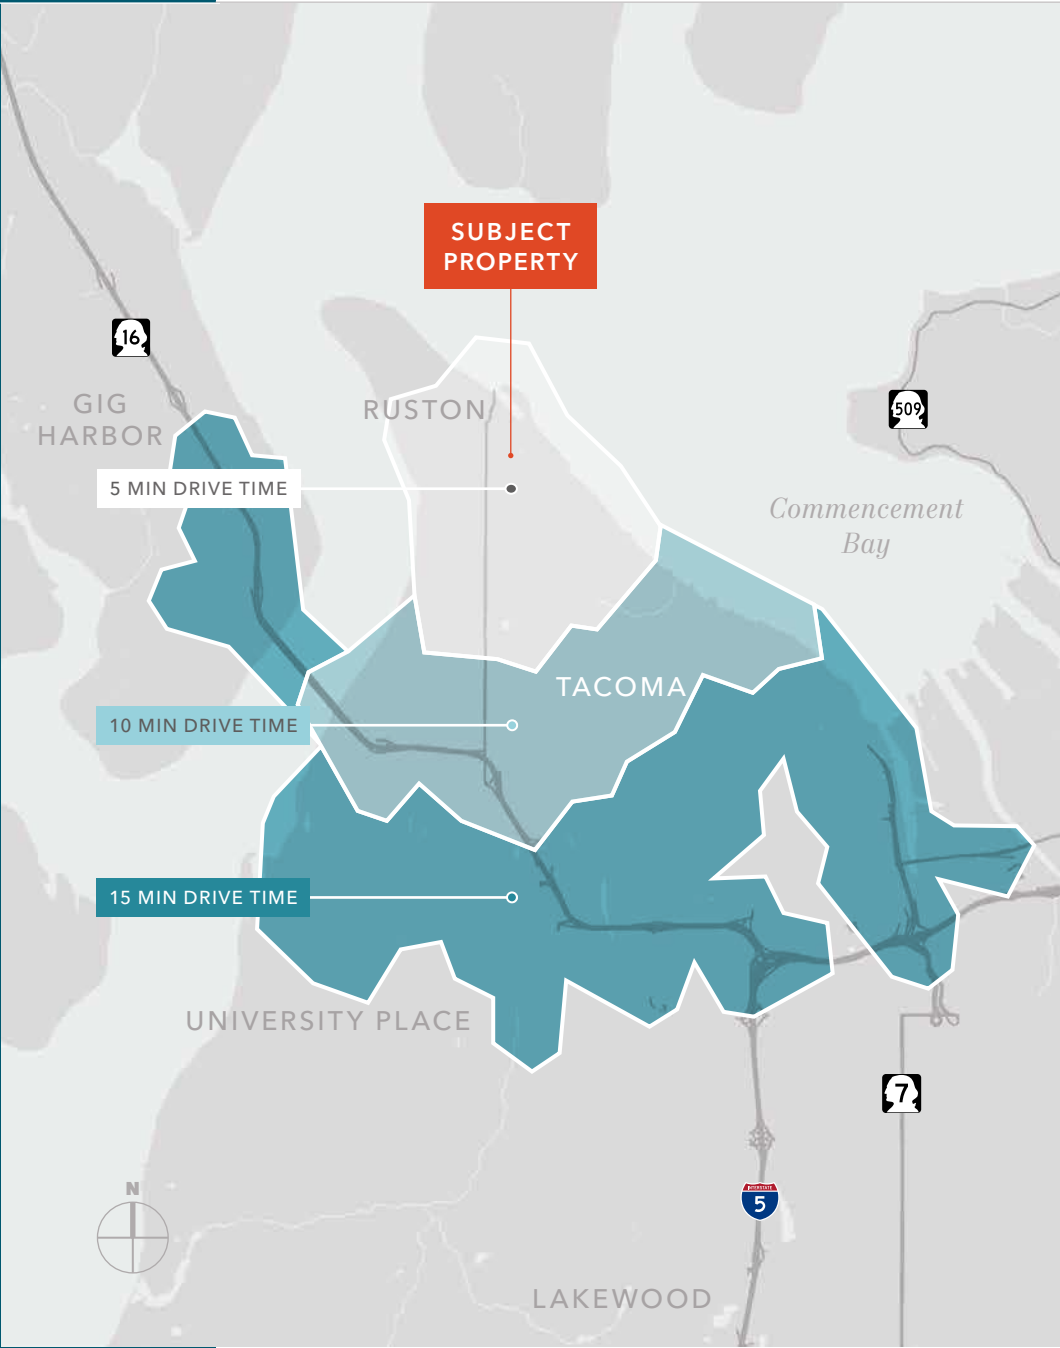 SUBJECT
PROPERTY
16
GIG
HARBOR
RUSTON
509
5 MIN DRIVE TIME
Commencement
Bay
TACOMA
10 MIN DRIVE TIME
15 MIN DRIVE TIME
UNIVERSITY PLACE
7
N
INTERSTATE
5
LAKEWOOD